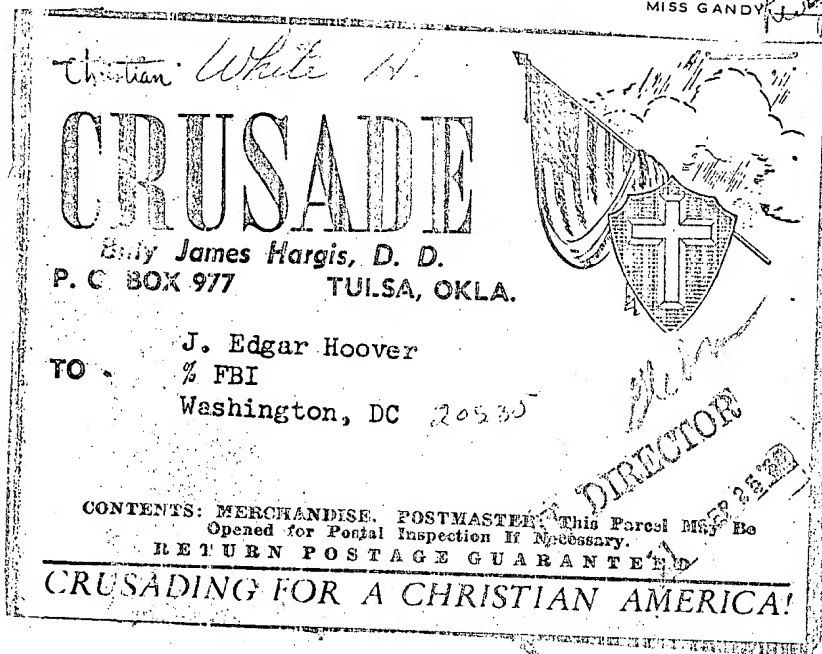 MISS GANDY
Christian White H.
CRUSADE
Billy James Hargis, D. D.
P. O. BOX 977 TULSA, OKLA.
J. Edgar Hoover
TO % FBI
Washington, DC 20535
DIRECTOR
CONTENTS: MERCHANDISE. POSTMASTER: This Parcel May Be
Opened for Postal Inspection If Necessary.
RETURN POSTAGE GUARANTEED
CRUSADING FOR A CHRISTIAN AMERICA!